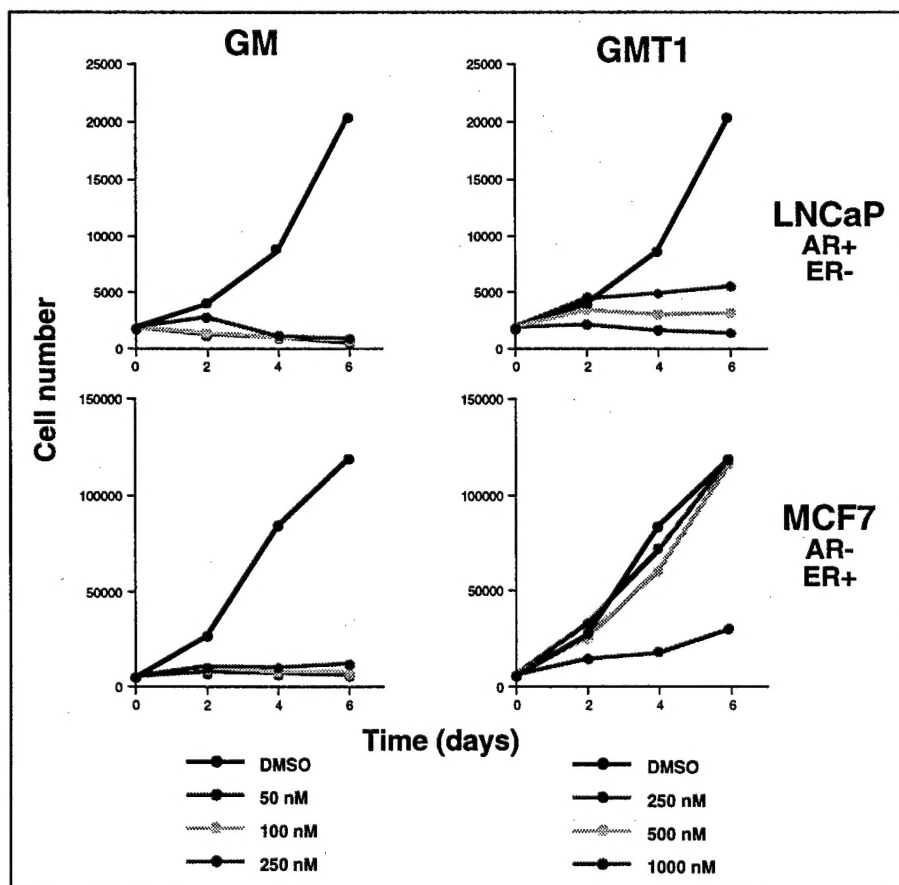 GM
GMT1
25000
20000
15000
10000
5000
0
0 2 4 6
25000
20000
15000
10000
5000
0
0 2 4 6
LNCaP
AR+
ER-
Cell number
150000
100000
50000
0
0 2 4 6
150000
100000
50000
0
0 2 4 6
MCF7
AR-
ER+
Time (days)
DMSO
50 nM
100 nM
250 nM
DMSO
250 nM
500 nM
1000 nM